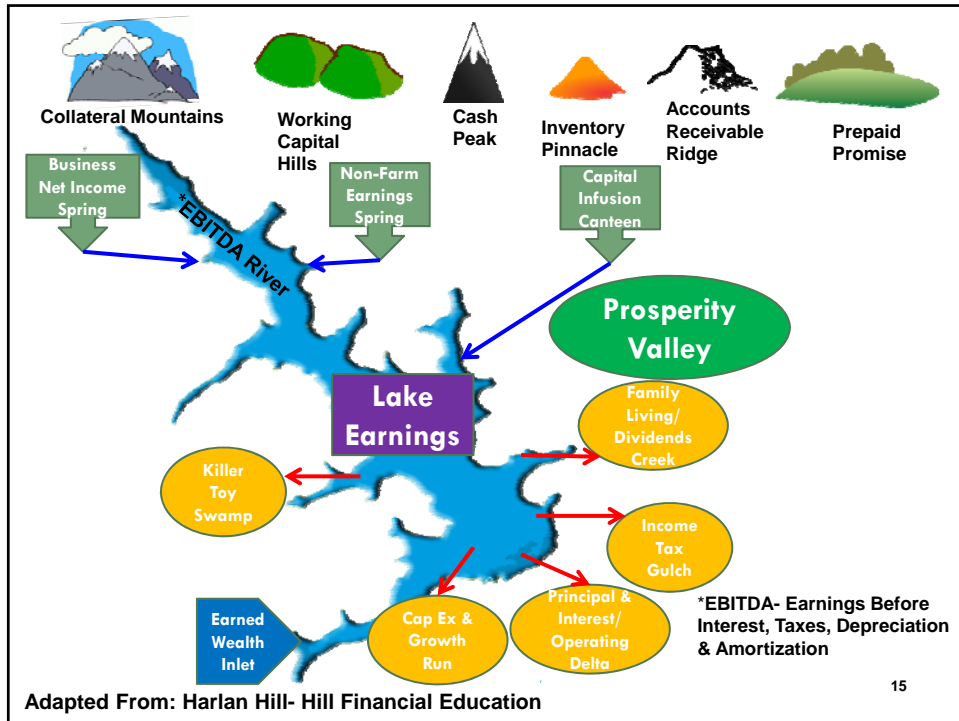 Collateral Mountains
Working
Capital
Hills
Cash
Peak
Inventory
Pinnacle
Accounts
Receivable
Ridge
Prepaid
Promise
Business
Net Income
Spring
*EBITDA River
Non-Farm
Earnings
Spring
Capital
Infusion
Canteen
Prosperity
Valley
Lake
Earnings
Family
Living/
Dividends
Creek
Killer
Toy
Swamp
Income
Tax
Gulch
Earned
Wealth
Inlet
Cap Ex &
Growth
Run
Principal &
Interest/
Operating
Delta
*EBITDA- Earnings Before
Interest, Taxes, Depreciation
& Amortization
15
Adapted From: Harlan Hill- Hill Financial Education